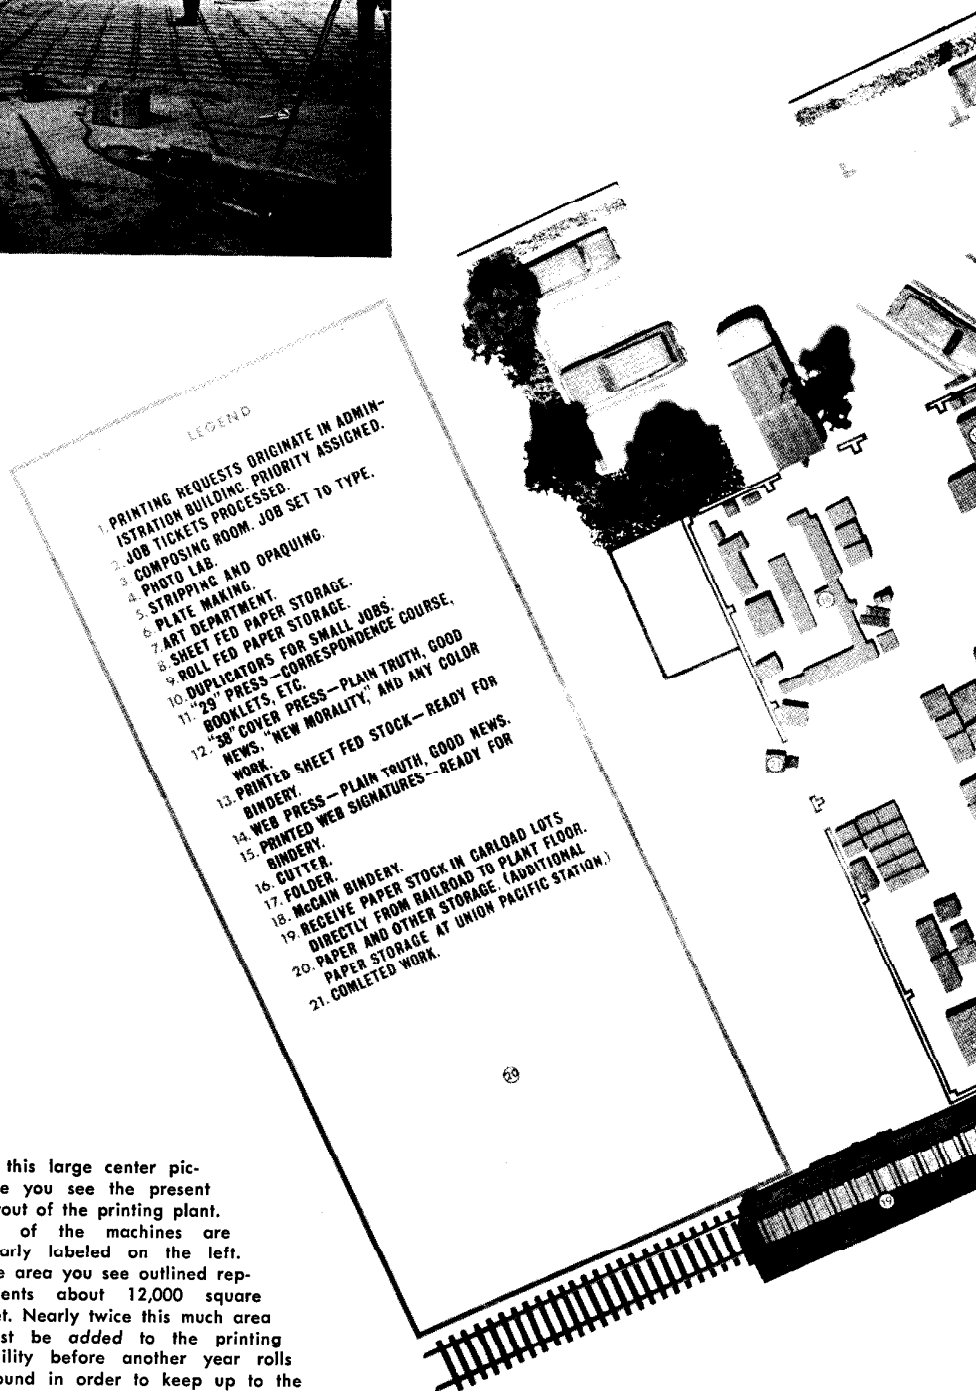 LEGEND
1. PRINTING REQUESTS ORIGINATE IN ADMIN-
ISTRATION BUILDING. PRIORITY ASSIGNED.
2. JOB TICKETS PROCESSED.
3. COMPOSING ROOM. JOB SET TO TYPE.
4. PHOTO LAB.
5. STRIPPING AND OPAQUING.
6. PLATE MAKING.
7. ART DEPARTMENT.
8. SHEET FED PAPER STORAGE.
9. ROLL FED PAPER STORAGE.
10. DUPLICATORS FOR SMALL JOBS.
11. "29" PRESS—CORRESPONDENCE COURSE,
BOOKLETS, ETC.
12. "38" COVER PRESS—PLAIN TRUTH, GOOD
NEWS, "NEW MORALITY," AND ANY COLOR
WORK.
13. PRINTED SHEET FED STOCK—READY FOR
BINDERY.
14. WEB PRESS—PLAIN TRUTH, GOOD NEWS.
15. PRINTED WEB SIGNATURES—READY FOR
BINDERY.
16. CUTTER.
17. FOLDER.
18. McCAIN BINDERY.
19. RECEIVE PAPER STOCK IN CARLOAD LOTS
DIRECTLY FROM RAILROAD TO PLANT FLOOR.
20. PAPER AND OTHER STORAGE. (ADDITIONAL
PAPER STORAGE AT UNION PACIFIC STATION.)
21. COMLETED WORK.
20
19
this large center pic-
e you see the present
out of the printing plant.
of the machines are
arly labeled on the left.
e area you see outlined rep-
ents about 12,000 square
t. Nearly twice this much area
st be added to the printing
ility before another year rolls
ound in order to keep up to the